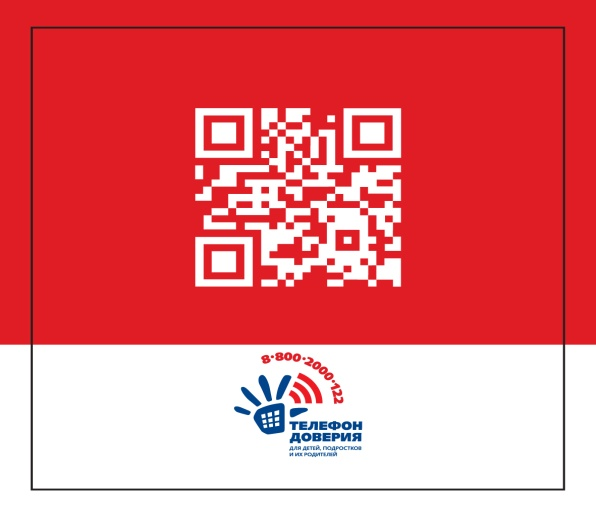 8-800-2000-122
ТЕЛЕФОН
ДОВЕРИЯ
ДЛЯ ДЕТЕЙ, ПОДРОСТКОВ
И ИХ РОДИТЕЛЕЙ